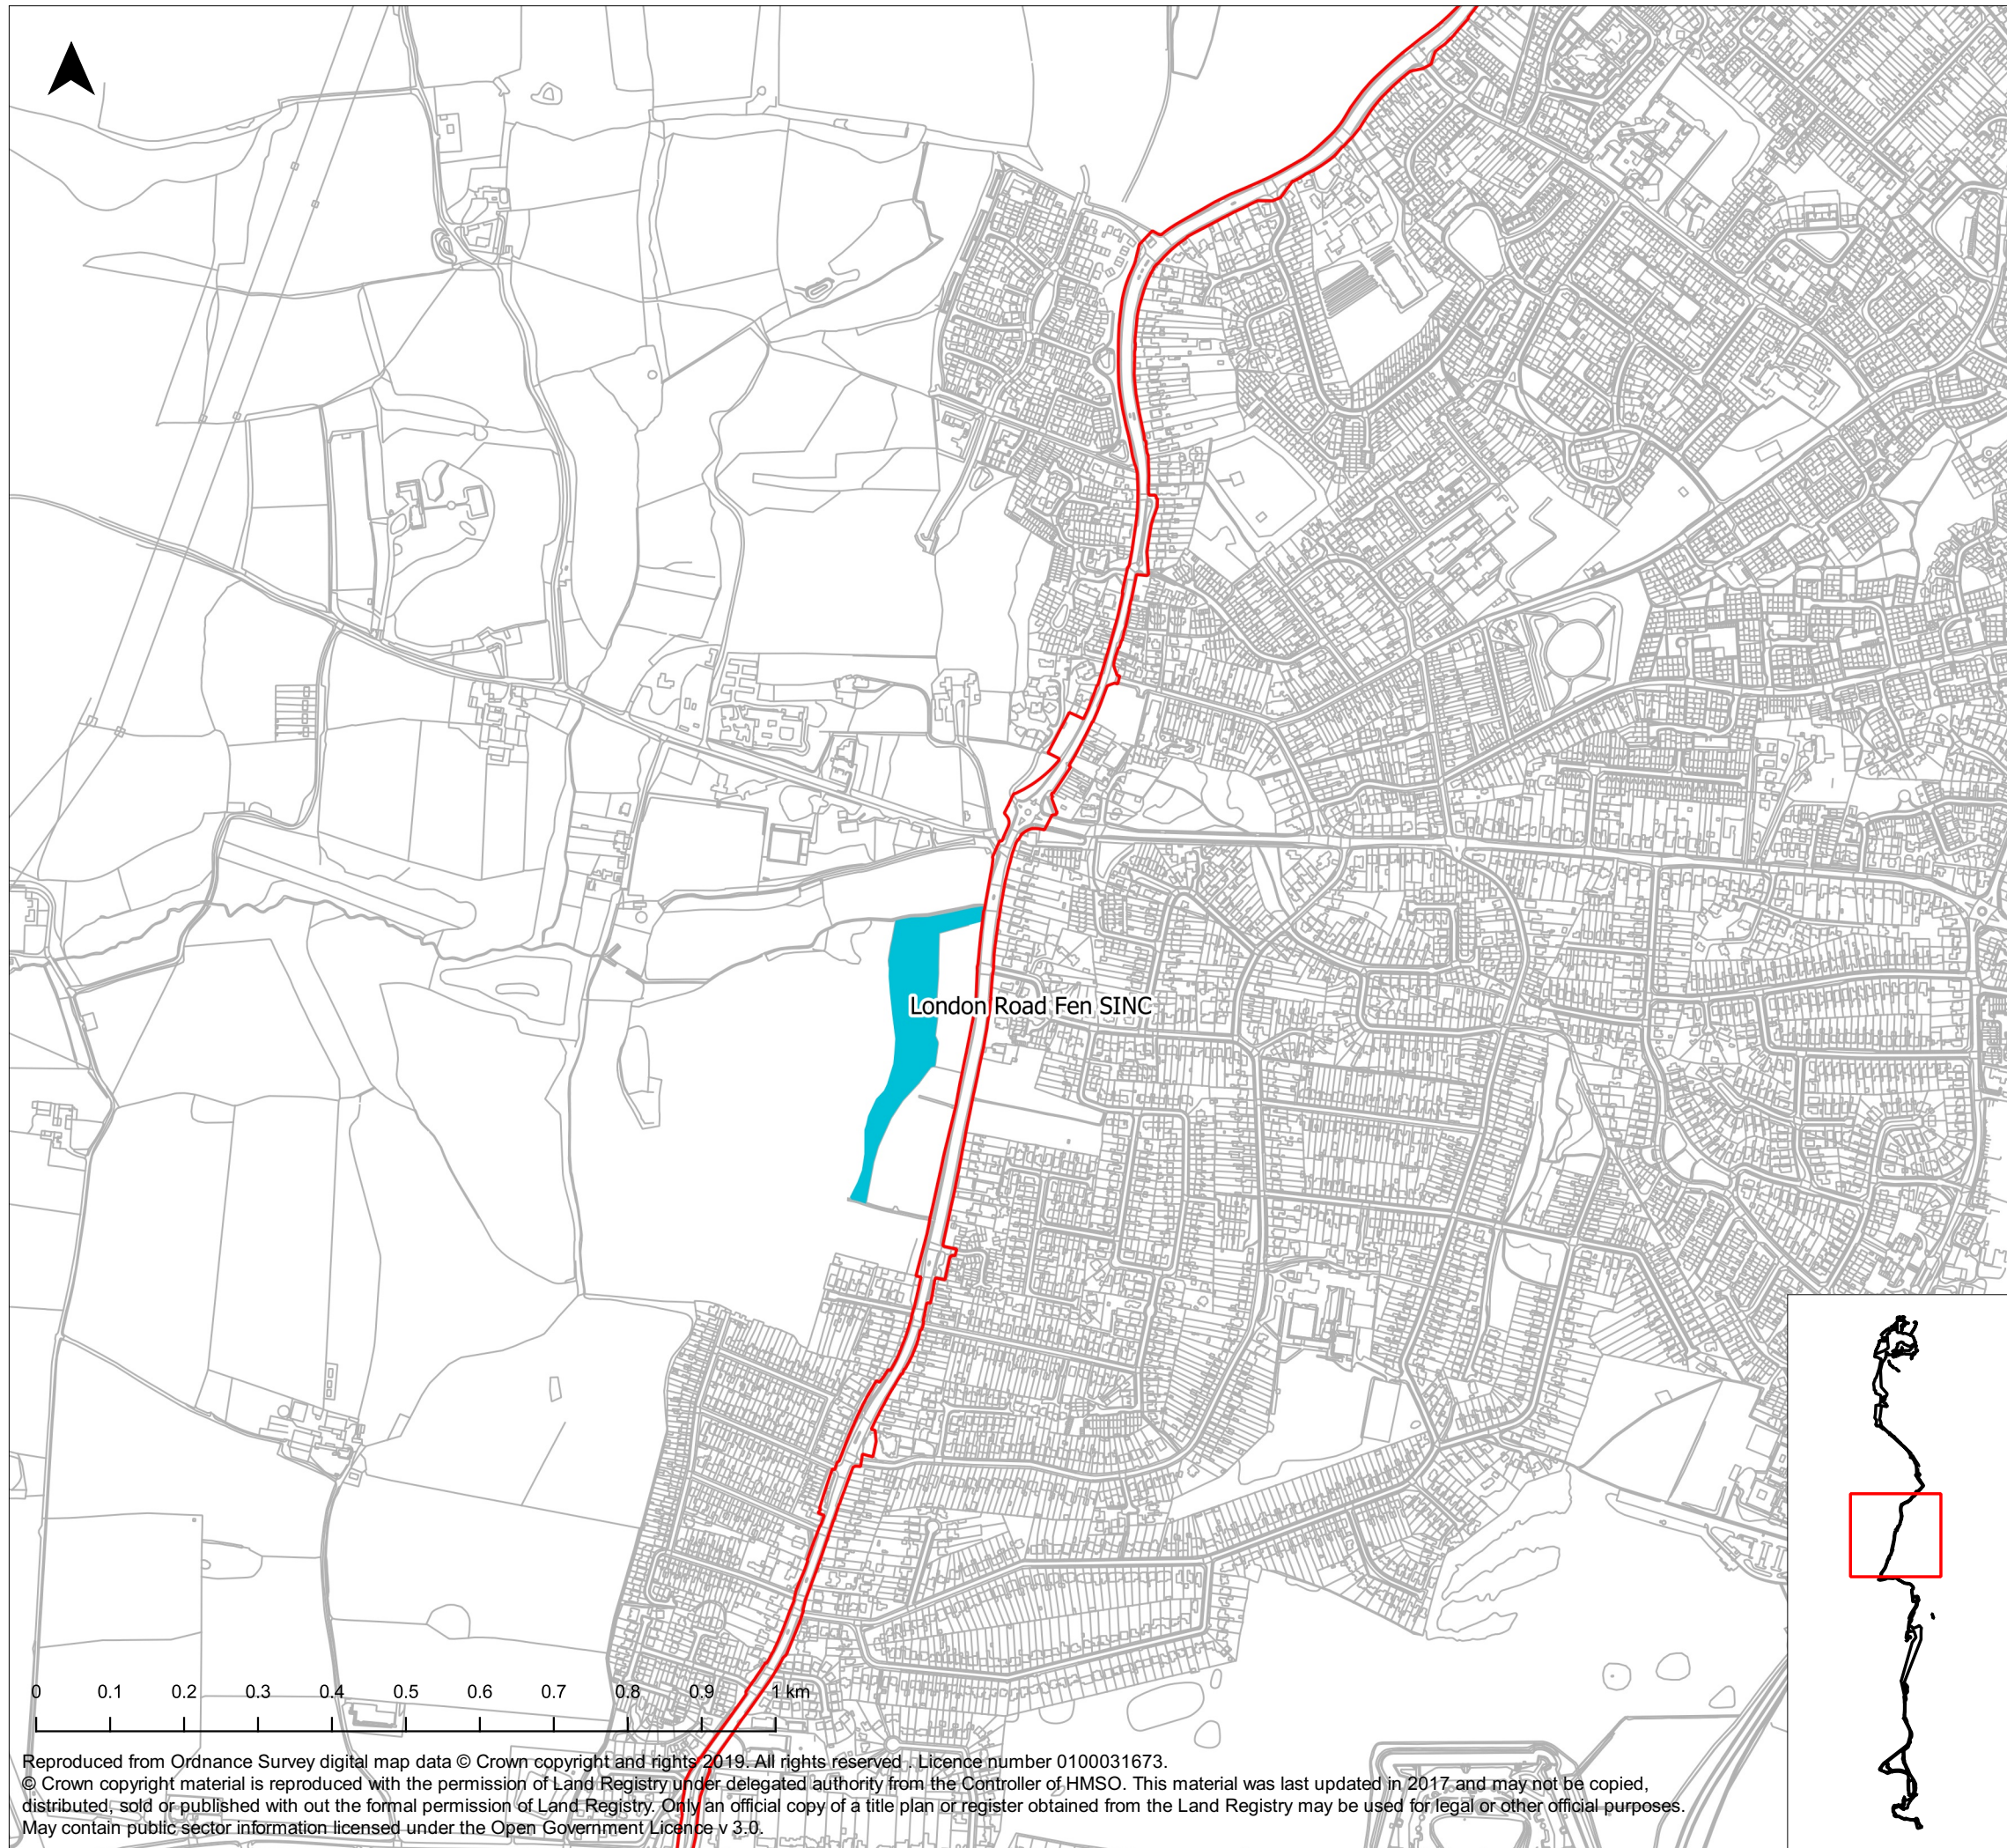 London Road Fen SINC
0 0.1 0.2 0.3 0.4 0.5 0.6 0.7 0.8 0.9 1 km
Reproduced from Ordnance Survey digital map data © Crown copyright and rights 2019. All rights reserved . Licence number 0100031673.
© Crown copyright material is reproduced with the permission of Land Registry under delegated authority from the Controller of HMSO. This material was last updated in 2017 and may not be copied,
distributed, sold or published with out the formal permission of Land Registry. Only an official copy of a title plan or register obtained from the Land Registry may be used for legal or other official purposes.
May contain public sector information licensed under the Open Government Licence v 3.0.